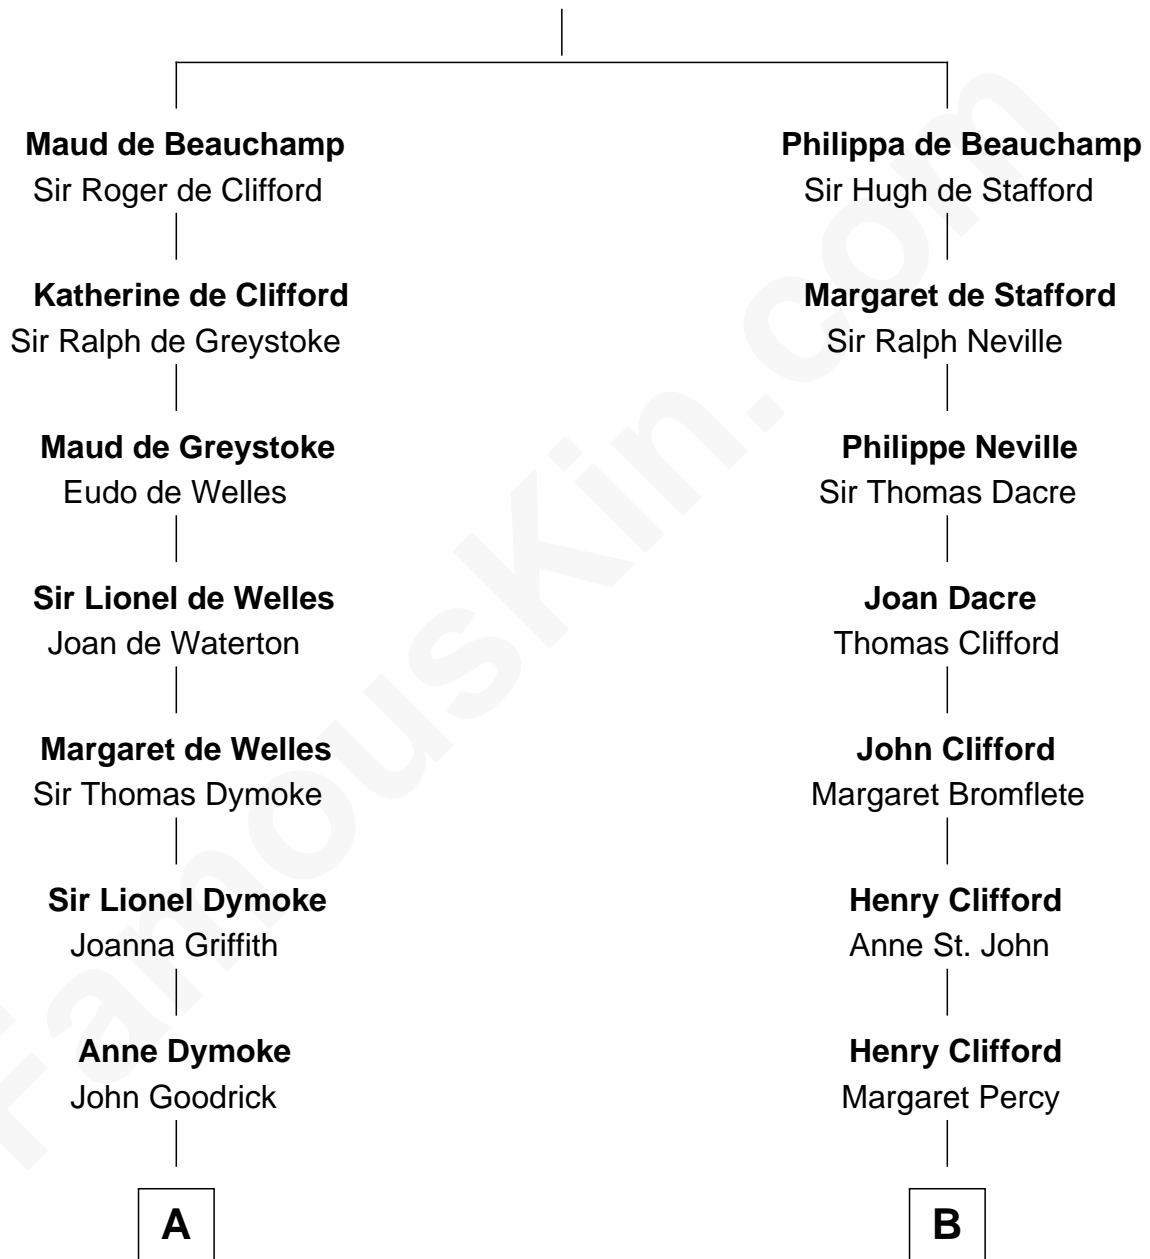 Maud de Beauchamp
Sir Roger de Clifford
Katherine de Clifford
Sir Ralph de Greystoke
Maud de Greystoke
Eudo de Welles
Sir Lionel de Welles
Joan de Waterton
Margaret de Welles
Sir Thomas Dymoke
Sir Lionel Dymoke
Joanna Griffith
Anne Dymoke
John Goodrick
A
Philippa de Beauchamp
Sir Hugh de Stafford
Margaret de Stafford
Sir Ralph Neville
Philippe Neville
Sir Thomas Dacre
Joan Dacre
Thomas Clifford
John Clifford
Margaret Bromflete
Henry Clifford
Anne St. John
Henry Clifford
Margaret Percy
B
FamousKin.com